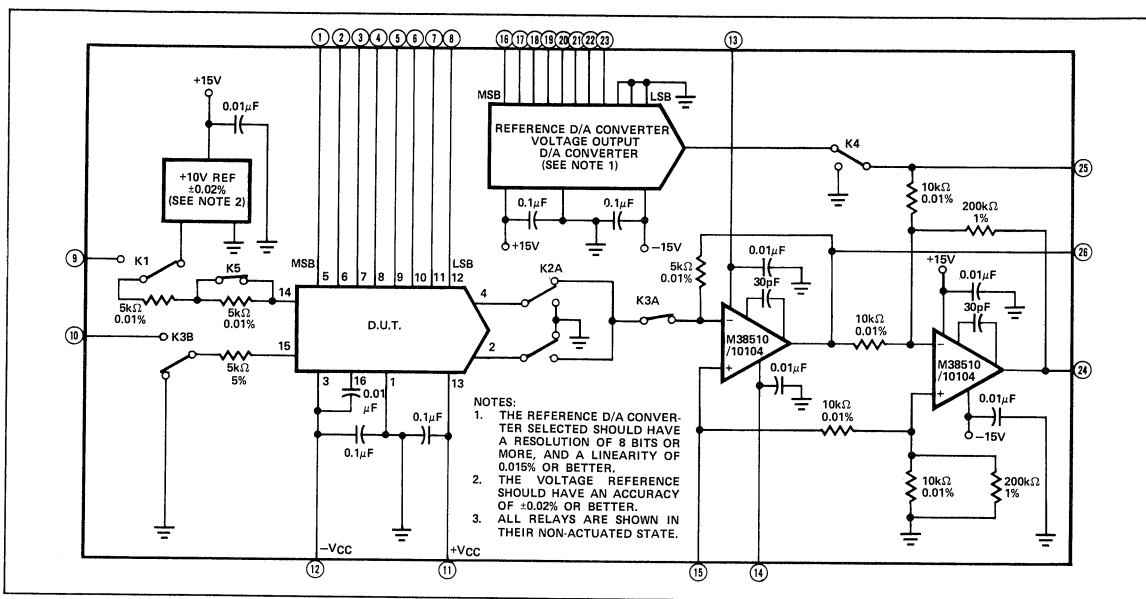 1 2 3 4 5 6 7 8
16 17 18 19 20 21 22 23
13
+15V
0.01µF
+10V REF
±0.02%
(SEE NOTE 2)
MSB
LSB
REFERENCE D/A CONVERTER
VOLTAGE OUTPUT
D/A CONVERTER
(SEE NOTE 1)
0.1µF
0.1µF
+15V
−15V
K4
25
10kΩ
0.01%
200kΩ
1%
26
9
K1
K5
5kΩ
0.01%
5kΩ
0.01%
14
10
K3B
5kΩ
5%
15
MSB
LSB
5 6 7 8 9 10 11 12
D.U.T.
4
2
3
16
1
13
0.01
µF
0.1µF
0.1µF
K2A
K3A
5kΩ
0.01%
0.01µF
30pF
M38510
/10104
−
+
0.01µF
10kΩ
0.01%
+15V
0.01µF
30pF
M38510
/10104
−
+
0.01µF
−15V
24
10kΩ
0.01%
10kΩ
0.01%
200kΩ
1%
NOTES:
1. THE REFERENCE D/A CONVER-
TER SELECTED SHOULD HAVE
A RESOLUTION OF 8 BITS OR
MORE, AND A LINEARITY OF
0.015% OR BETTER.
2. THE VOLTAGE REFERENCE
SHOULD HAVE AN ACCURACY
OF ±0.02% OR BETTER.
3. ALL RELAYS ARE SHOWN IN
THEIR NON-ACTUATED STATE.
−VCC
+VCC
12
11
15
14